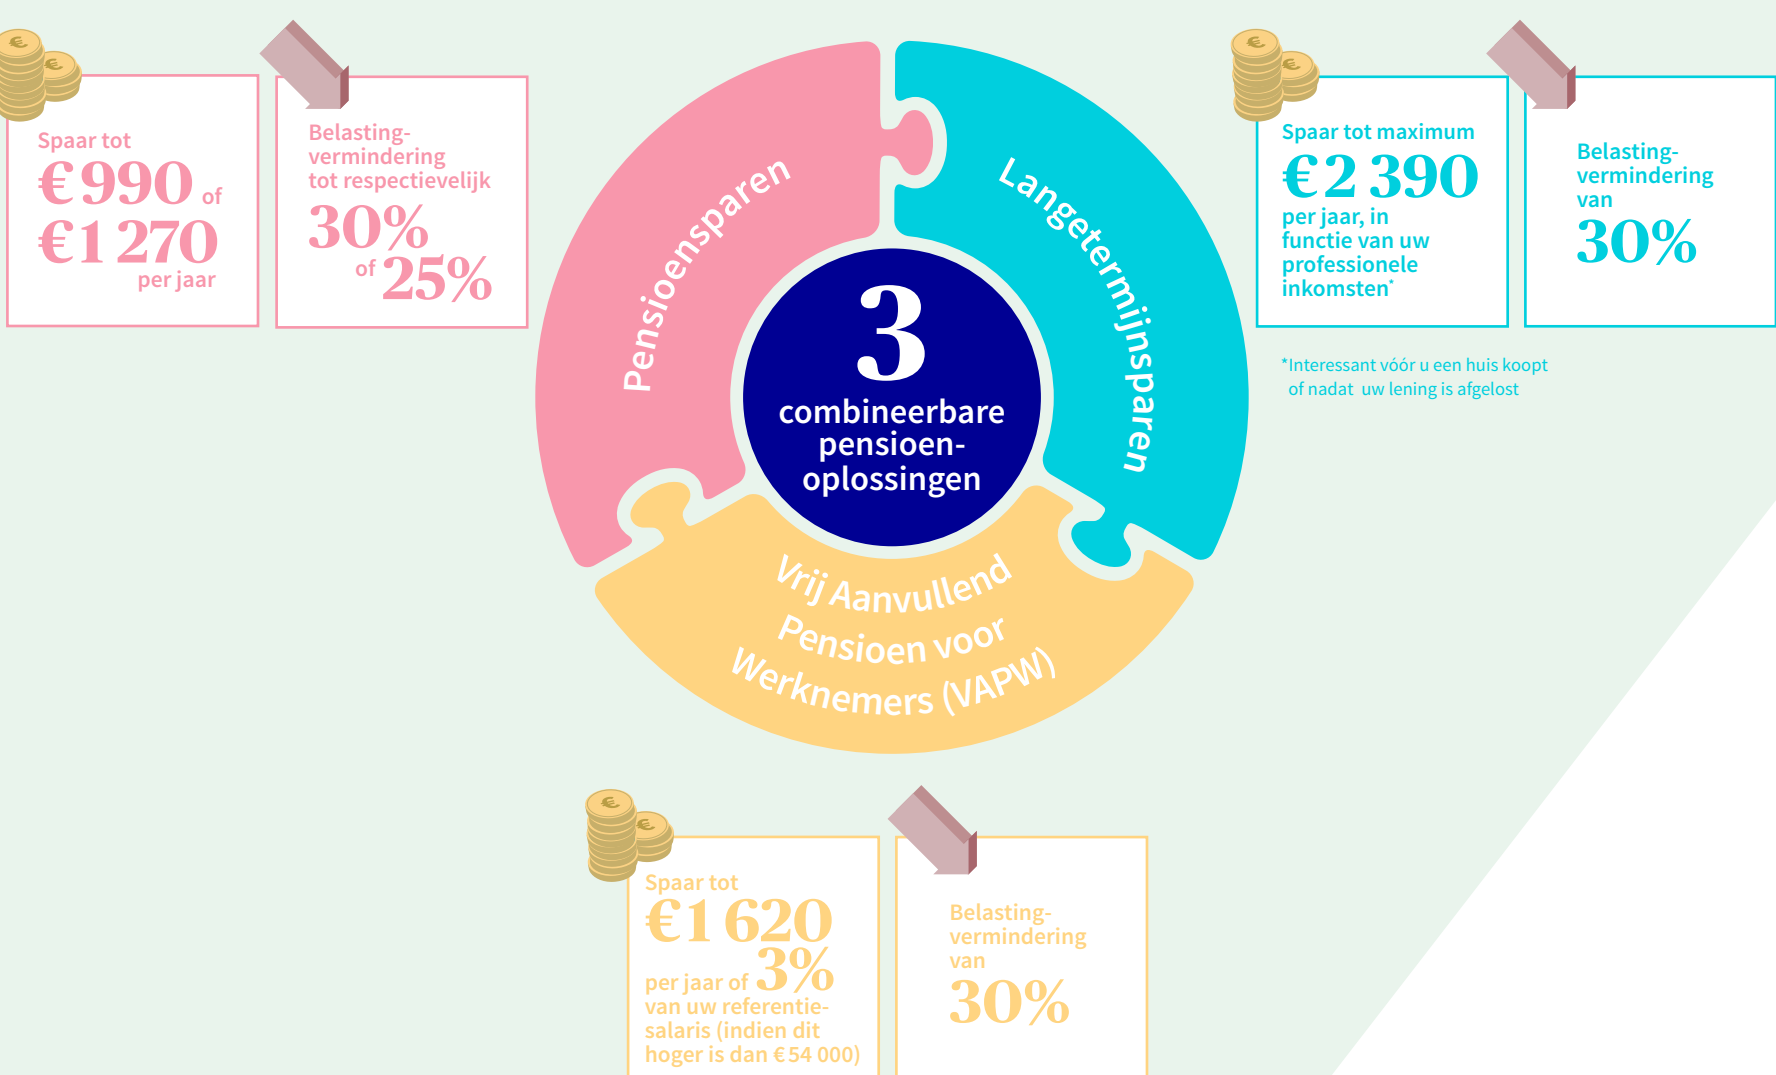 Spaar tot
€ 990 of
€ 1 270
per jaar
Belasting-
vermindering
tot respectievelijk
30%
of 25%
Pensioensparen
Langetermijnsparen
3
combineerbare
pensioen-
oplossingen
Vrij Aanvullend
Pensioen voor
Werknemers (VAPW)
Spaar tot maximum
€ 2 390
per jaar, in
functie van uw
professionele
inkomsten*
Belasting-
vermindering
van
30%
*Interessant vóór u een huis koopt
of nadat uw lening is afgelost
Spaar tot
€ 1 620
per jaar of 3%
van uw referentie-
salaris (indien dit
hoger is dan € 54 000)
Belasting-
vermindering
van
30%